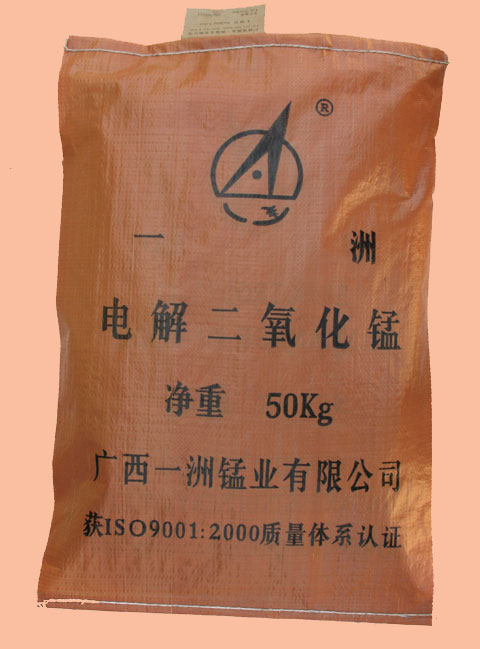 ®
一 洲
电解二氧化锰
净重 50Kg
广西一洲锰业有限公司
获ISO9001:2000质量体系认证